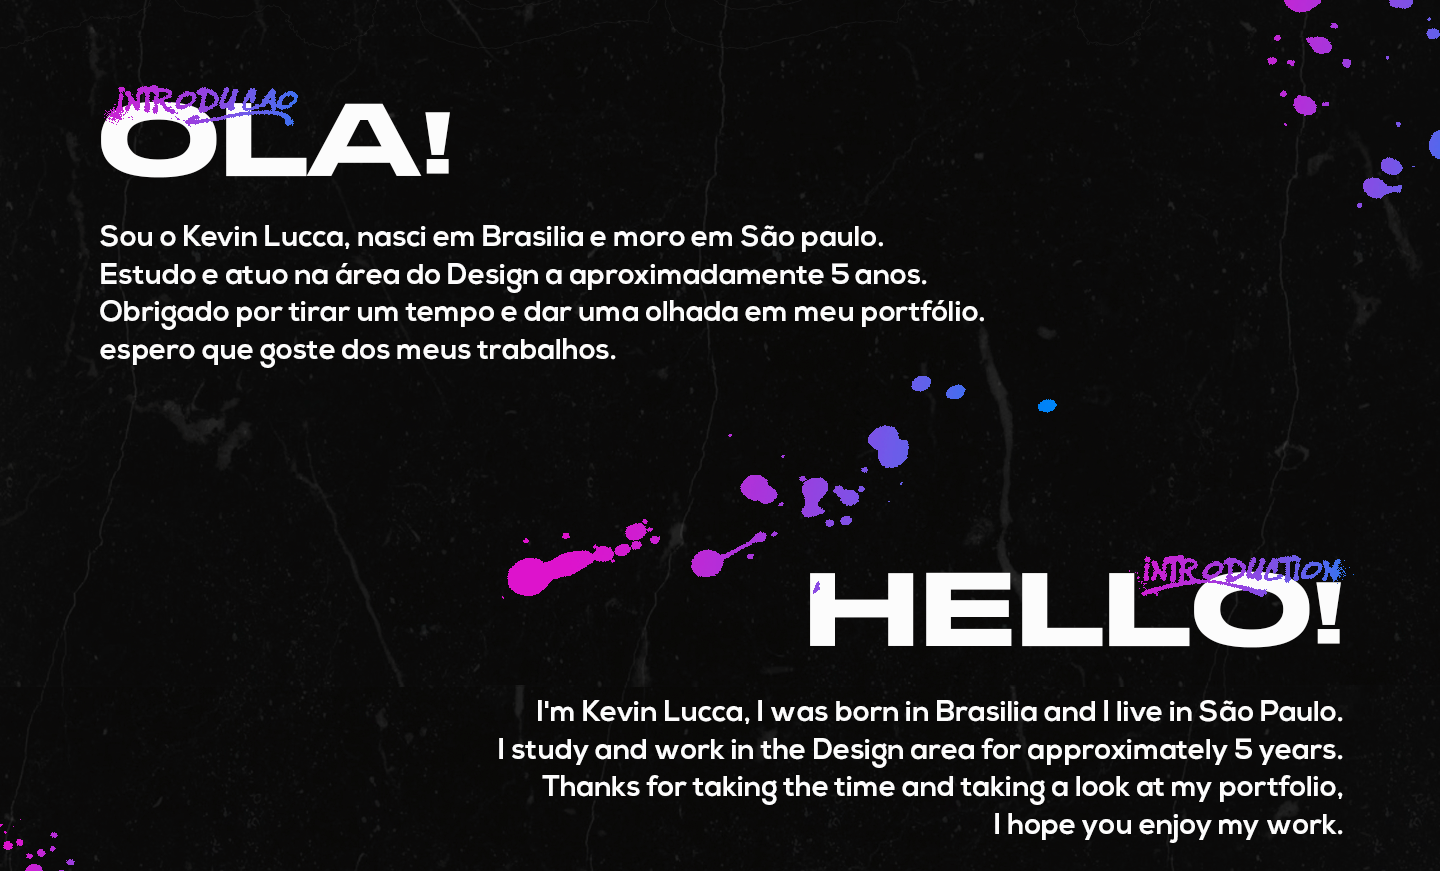 INTRODUCAO
OLA!
Sou o Kevin Lucca, nasci em Brasilia e moro em São paulo.
Estudo e atuo na área do Design a aproximadamente 5 anos.
Obrigado por tirar um tempo e dar uma olhada em meu portfólio.
espero que goste dos meus trabalhos.
INTRODUCTION
HELLO!
I'm Kevin Lucca, I was born in Brasilia and I live in São Paulo.
I study and work in the Design area for approximately 5 years.
Thanks for taking the time and taking a look at my portfolio,
I hope you enjoy my work.